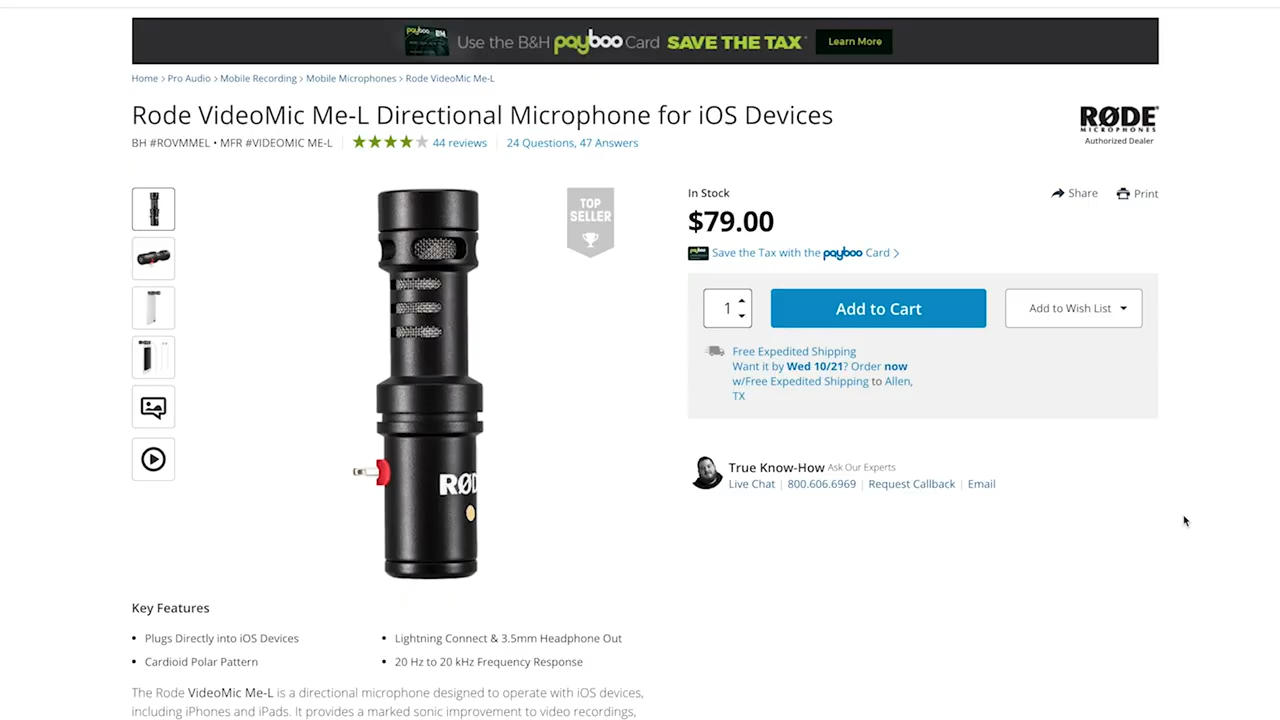 payboo B&H
Use the B&H payboo Card SAVE THE TAX
Learn More
Home > Pro Audio > Mobile Recording > Mobile Microphones > Rode VideoMic Me-L
Rode VideoMic Me-L Directional Microphone for iOS Devices
BH #ROVMMEL • MFR #VIDEOMIC ME-L
44 reviews
24 Questions, 47 Answers
RØDE
MICROPHONES
Authorized Dealer
TOP
SELLER
RØD
In Stock
Share
Print
$79.00
payboo Save the Tax with the payboo Card >
1
Add to Cart
Add to Wish List
Free Expedited Shipping
Want it by Wed 10/21? Order now
w/Free Expedited Shipping to Allen,
TX
True Know-How Ask Our Experts
Live Chat | 800.606.6969 | Request Callback | Email
Key Features
• Plugs Directly into iOS Devices
• Lightning Connect & 3.5mm Headphone Out
• Cardioid Polar Pattern
• 20 Hz to 20 kHz Frequency Response
The Rode VideoMic Me-L is a directional microphone designed to operate with iOS devices,
including iPhones and iPads. It provides a marked sonic improvement to video recordings,